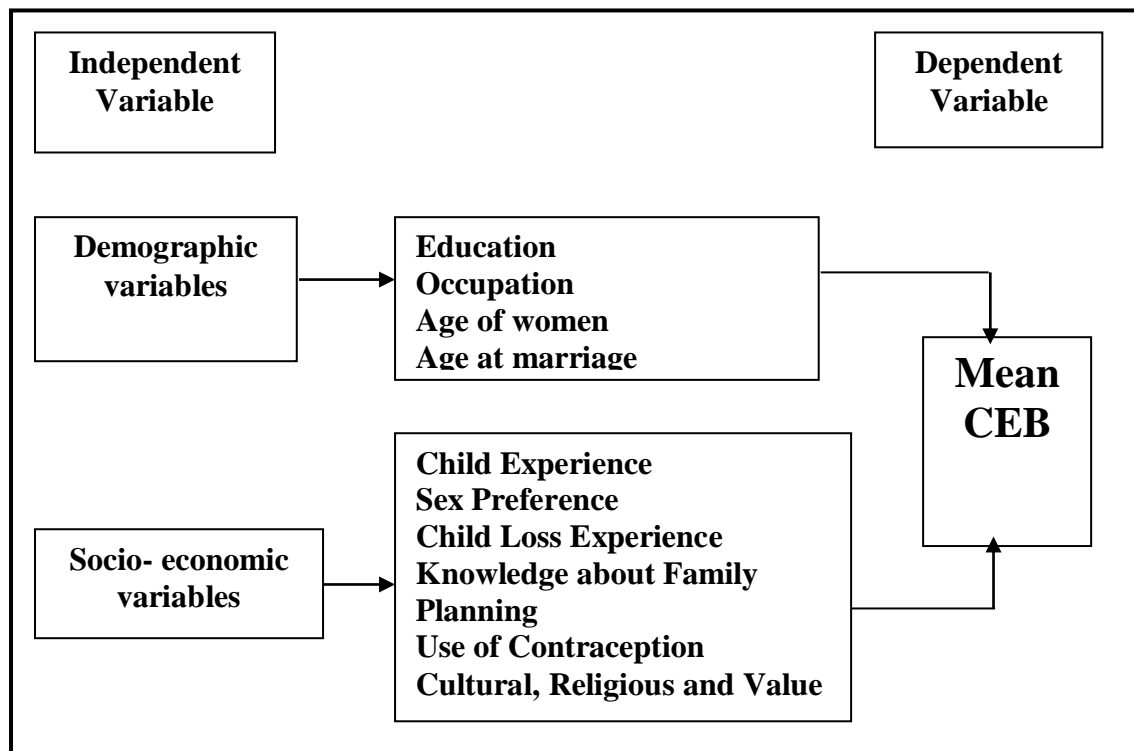 Independent
Variable
Dependent
Variable
Demographic
variables
Education
Occupation
Age of women
Age at marriage
Mean
CEB
Socio- economic
variables
Child Experience
Sex Preference
Child Loss Experience
Knowledge about Family
Planning
Use of Contraception
Cultural, Religious and Value